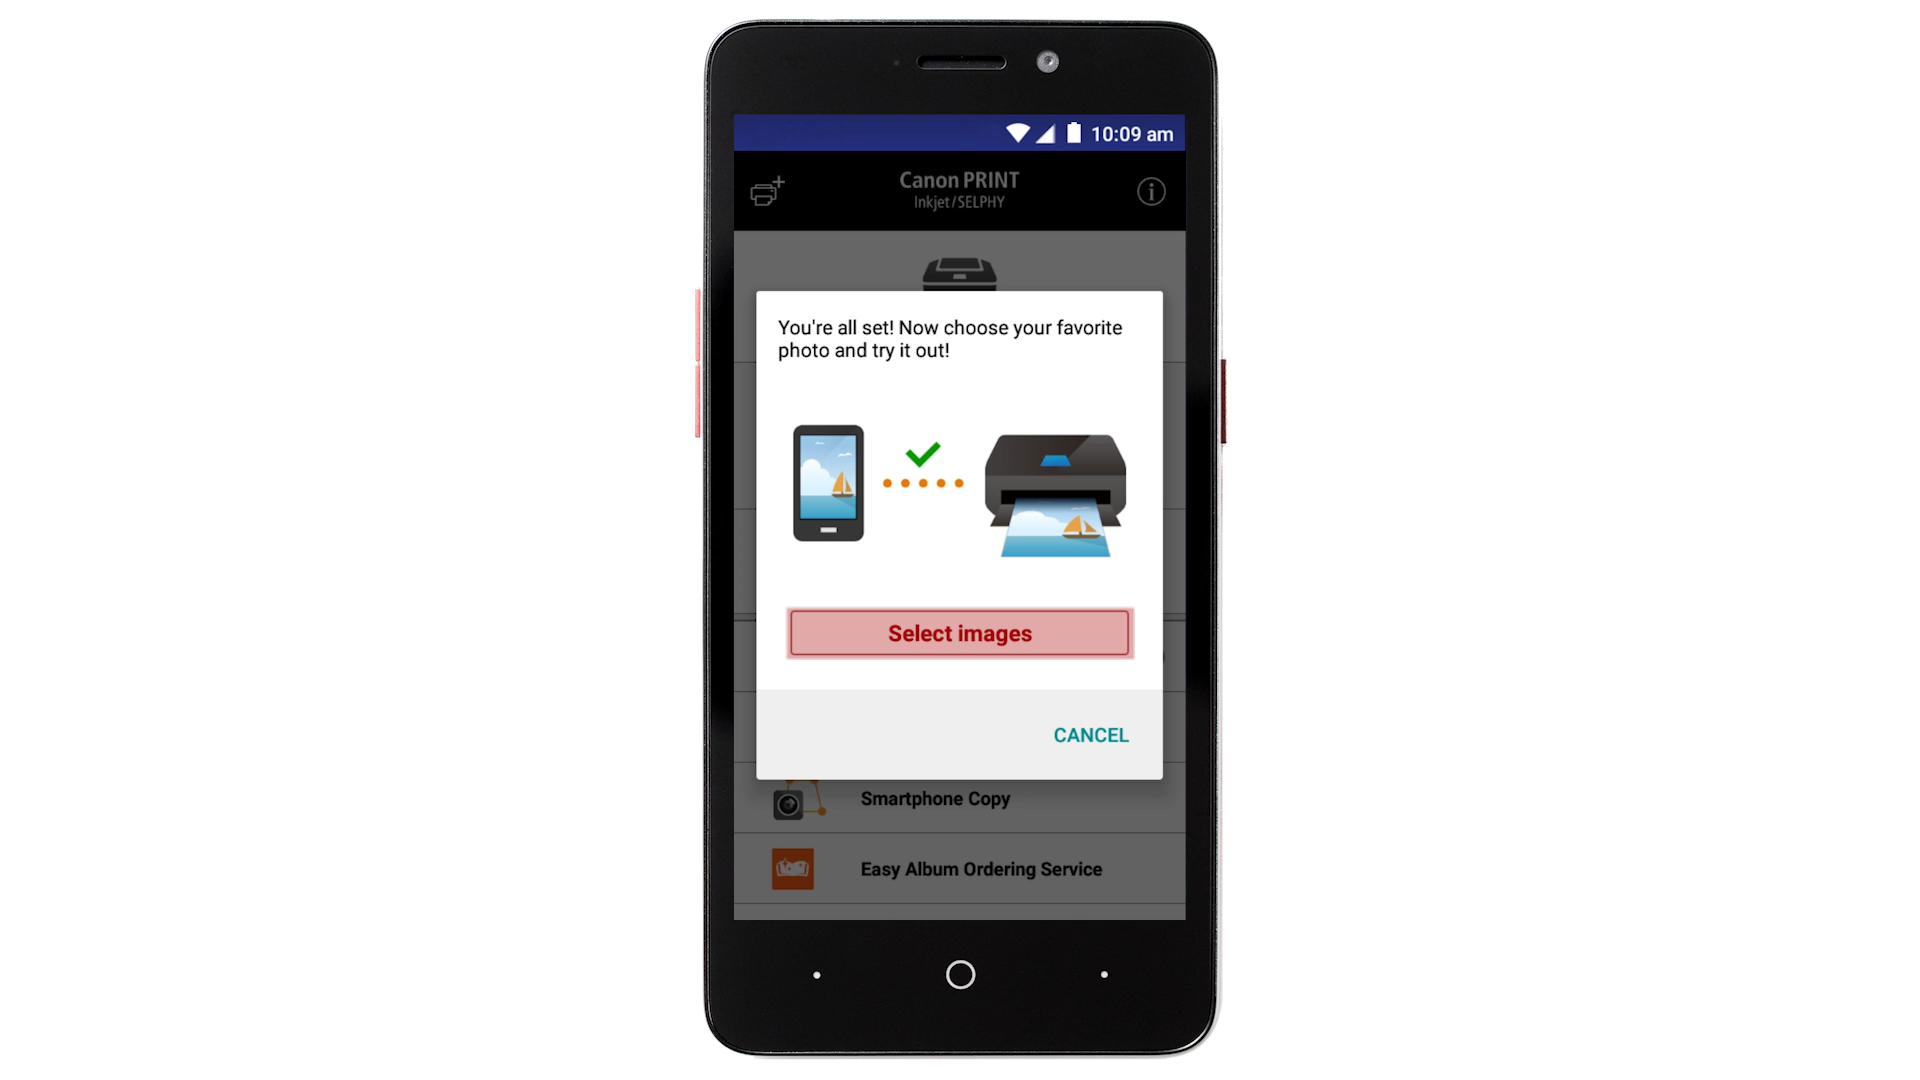 10:09 am
Canon PRINT
Inkjet/SELPHY
You're all set! Now choose your favorite
photo and try it out!
Select images
CANCEL
Smartphone Copy
Easy Album Ordering Service